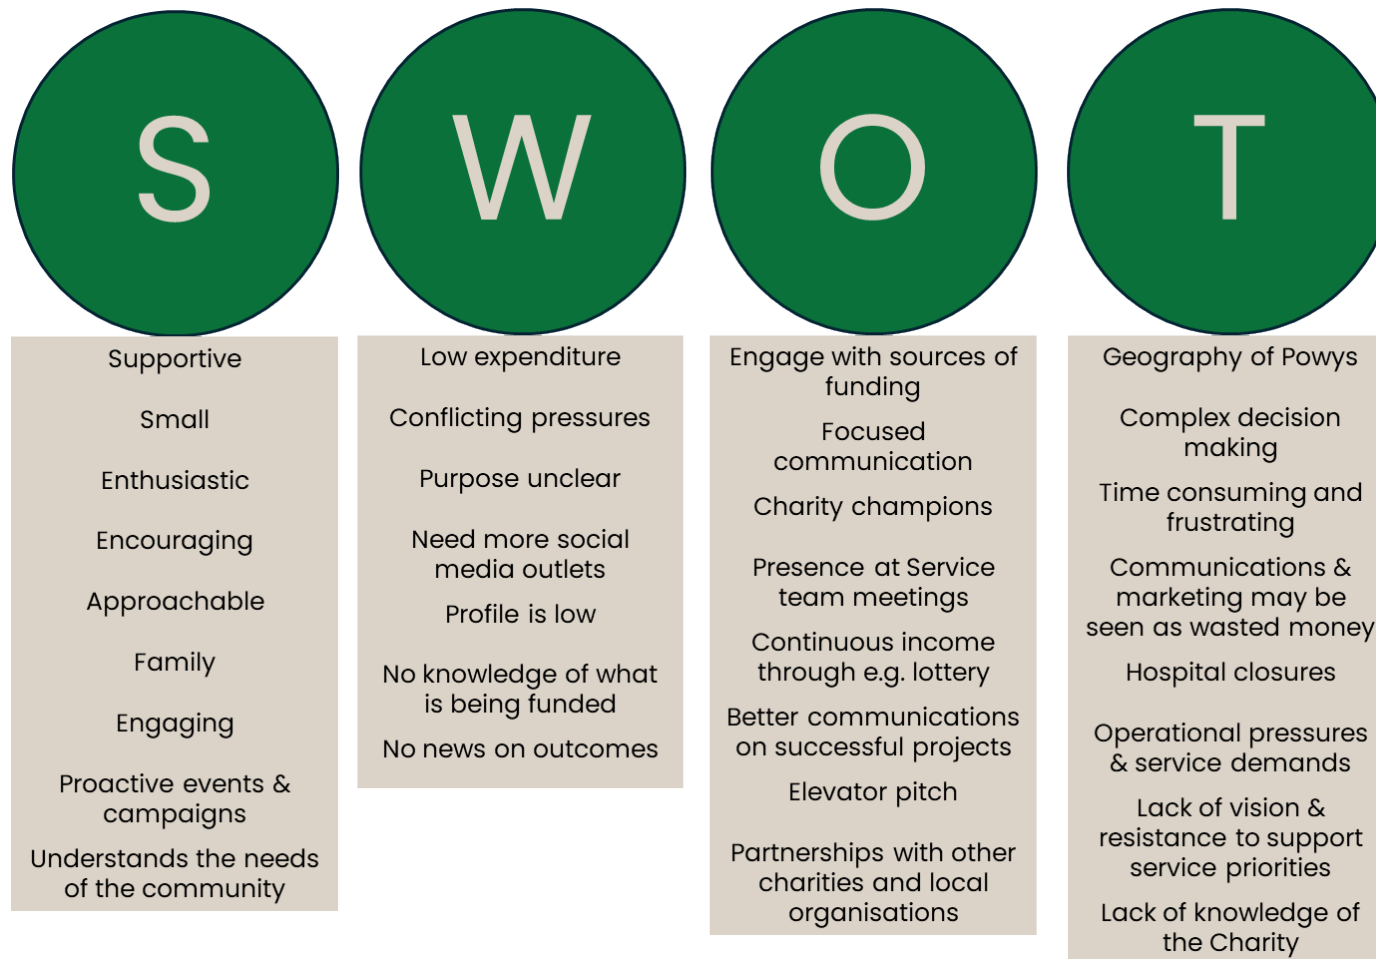 S
Supportive
Small
Enthusiastic
Encouraging
Approachable
Family
Engaging
Proactive events &
campaigns
Understands the needs
of the community
W
Low expenditure
Conflicting pressures
Purpose unclear
Need more social
media outlets
Profile is low
No knowledge of what
is being funded
No news on outcomes
O
Engage with sources of
funding
Focused
communication
Charity champions
Presence at Service
team meetings
Continuous income
through e.g. lottery
Better communications
on successful projects
Elevator pitch
Partnerships with other
charities and local
organisations
T
Geography of Powys
Complex decision
making
Time consuming and
frustrating
Communications &
marketing may be
seen as wasted money
Hospital closures
Operational pressures
& service demands
Lack of vision &
resistance to support
service priorities
Lack of knowledge of
the Charity